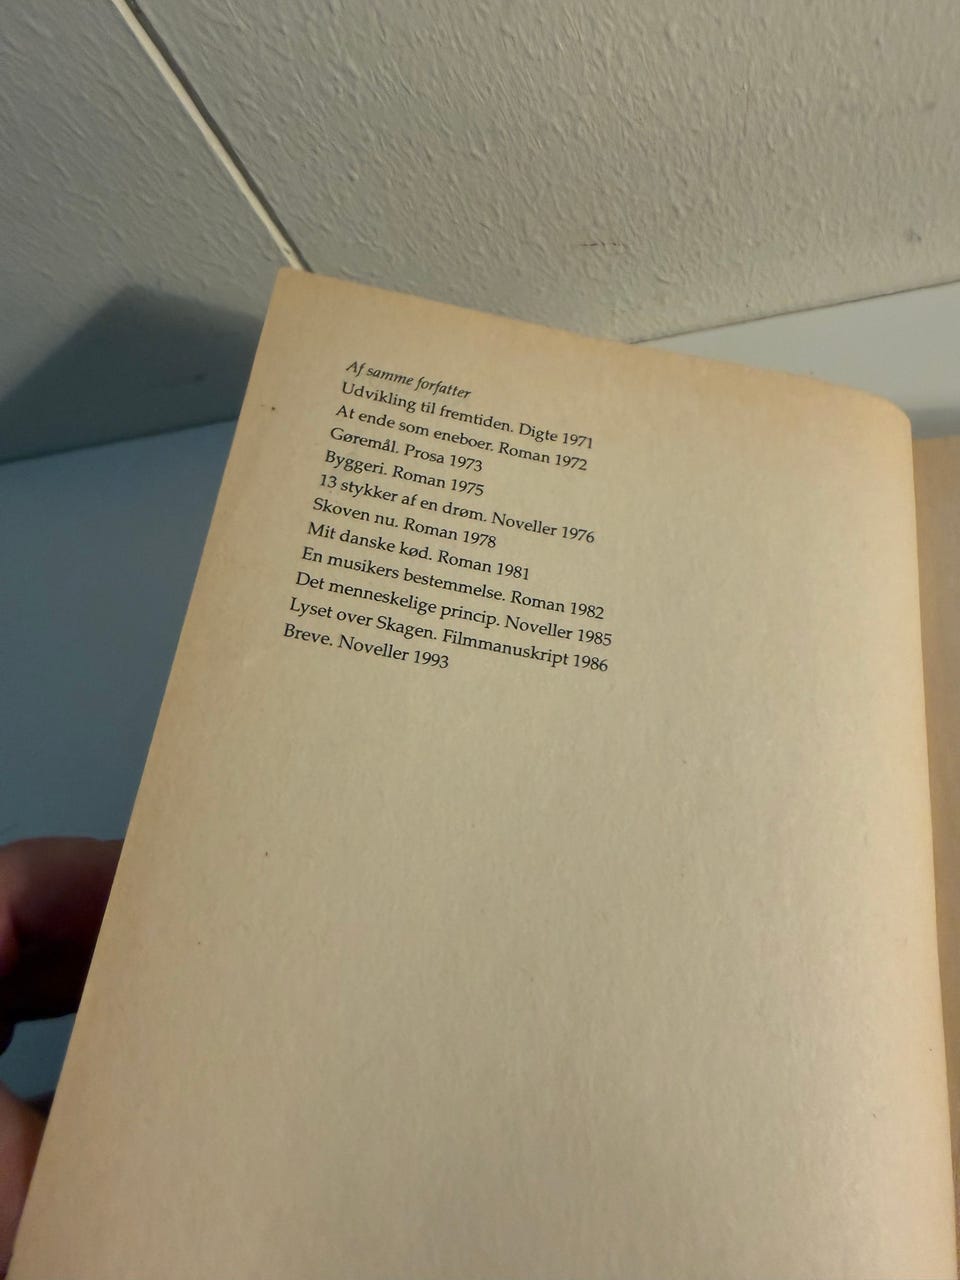 Af samme forfatter
Udvikling til fremtiden. Digte 1971
At ende som eneboer. Roman 1972
Gøremål. Prosa 1973
Byggeri. Roman 1975
13 stykker af en drøm. Noveller 1976
Skoven nu. Roman 1978
Mit danske kød. Roman 1981
En musikers bestemmelse. Roman 1982
Det menneskelige princip. Noveller 1985
Lyset over Skagen. Filmmanuskript 1986
Breve. Noveller 1993